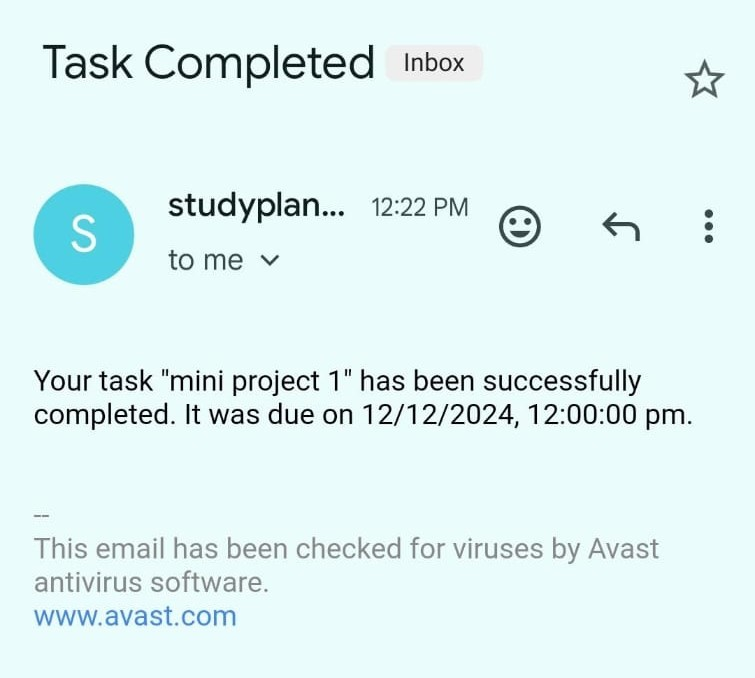 Task Completed Inbox
S
studyplan... 12:22 PM
to me
Your task "mini project 1" has been successfully
completed. It was due on 12/12/2024, 12:00:00 pm.
--
This email has been checked for viruses by Avast
antivirus software.
www.avast.com